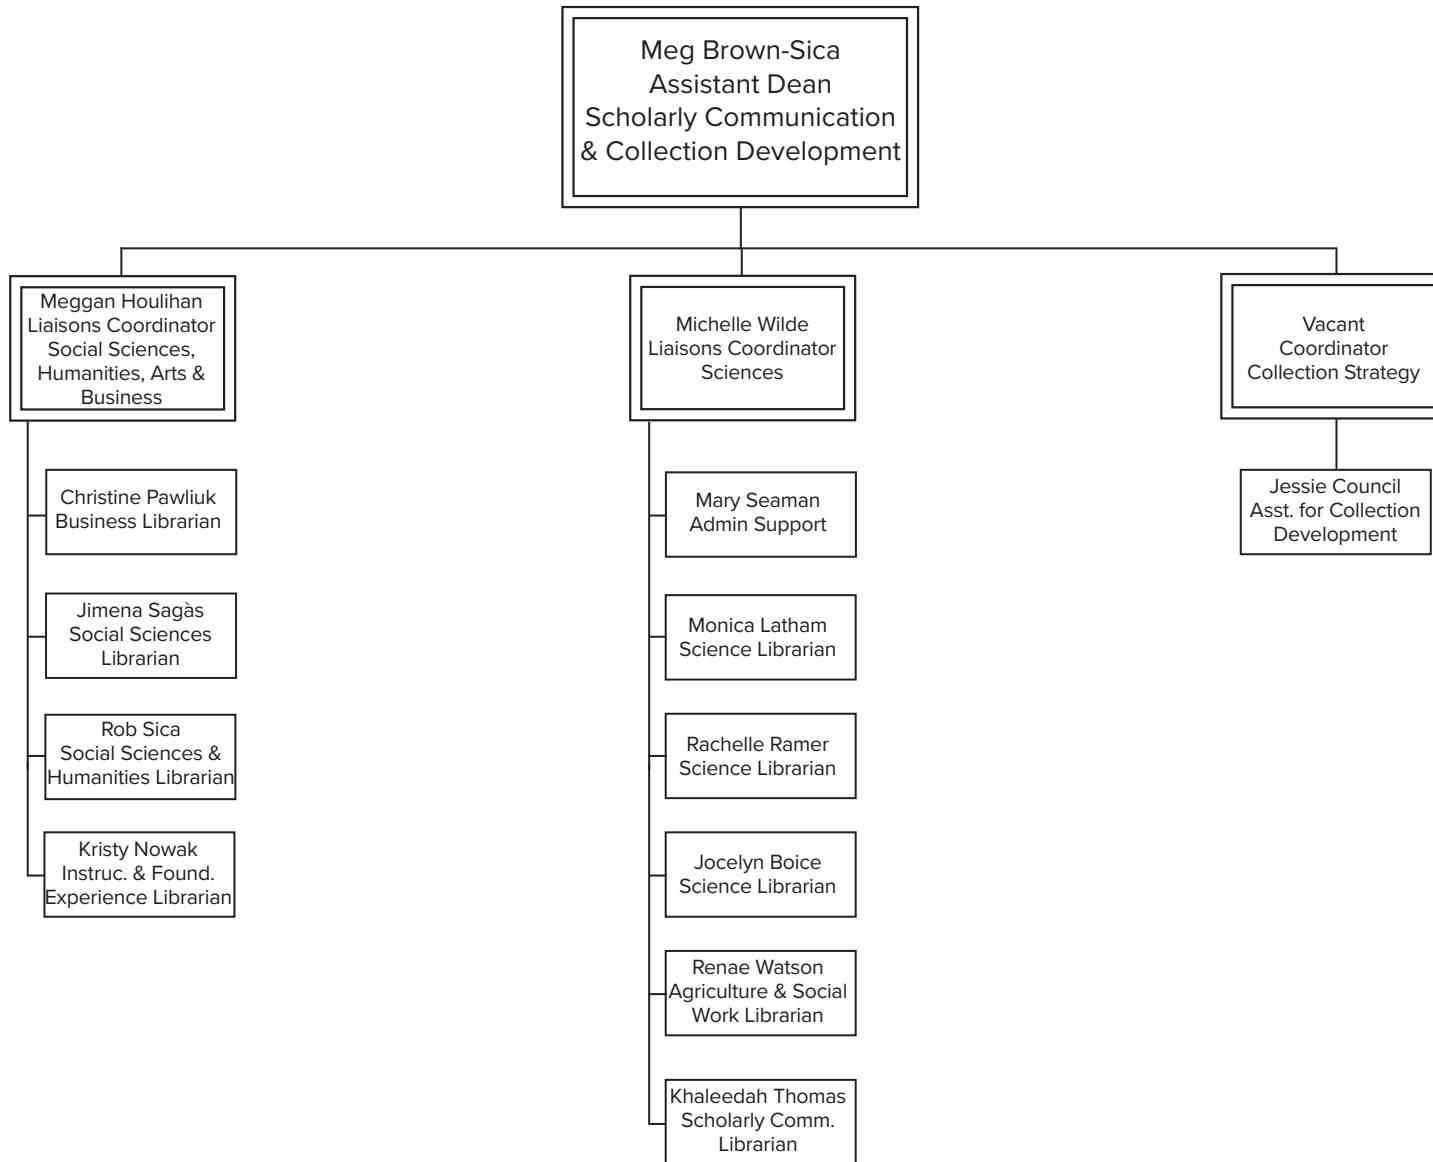 Meg Brown-Sica
Assistant Dean
Scholarly Communication
& Collection Development
Meggan Houlihan
Liaisons Coordinator
Social Sciences,
Humanities, Arts &
Business
Christine Pawliuk
Business Librarian
Jimena Sagàs
Social Sciences
Librarian
Rob Sica
Social Sciences &
Humanities Librarian
Kristy Nowak
Instruc. & Found.
Experience Librarian
Michelle Wilde
Liaisons Coordinator
Sciences
Mary Seaman
Admin Support
Monica Latham
Science Librarian
Rachelle Ramer
Science Librarian
Jocelyn Boice
Science Librarian
Renae Watson
Agriculture & Social
Work Librarian
Khaleedah Thomas
Scholarly Comm.
Librarian
Vacant
Coordinator
Collection Strategy
Jessie Council
Asst. for Collection
Development